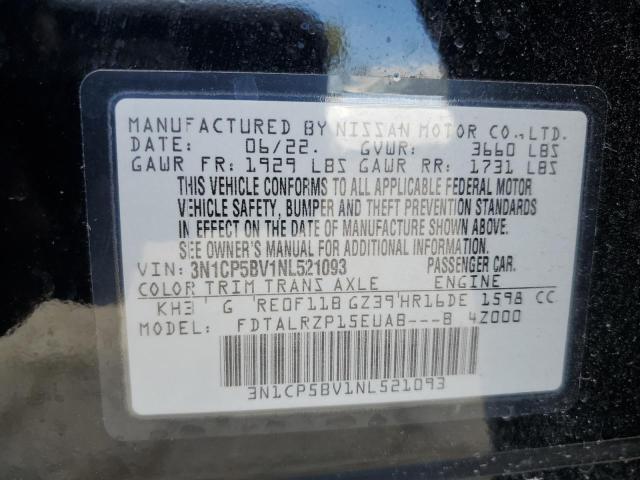 MANUFACTURED BY NISSAN MOTOR CO.,LTD.
DATE: 06/22. GVWR: 3660 LBS
GAWR FR: 1929 LBS GAWR RR: 1731 LBS
THIS VEHICLE CONFORMS TO ALL APPLICABLE FEDERAL MOTOR
VEHICLE SAFETY, BUMPER AND THEFT PREVENTION STANDARDS
IN EFFECT ON THE DATE OF MANUFACTURE SHOWN ABOVE.
SEE OWNER'S MANUAL FOR ADDITIONAL INFORMATION.
VIN: 3N1CP5BV1NL521093 PASSENGER CAR.
COLOR TRIM TRANS AXLE ENGINE
KH3 G RE0F11B GZ39 HR16DE 1598 CC
MODEL: FDTALRZP15EUAB---B 4Z000
3N1CP5BV1NL521093